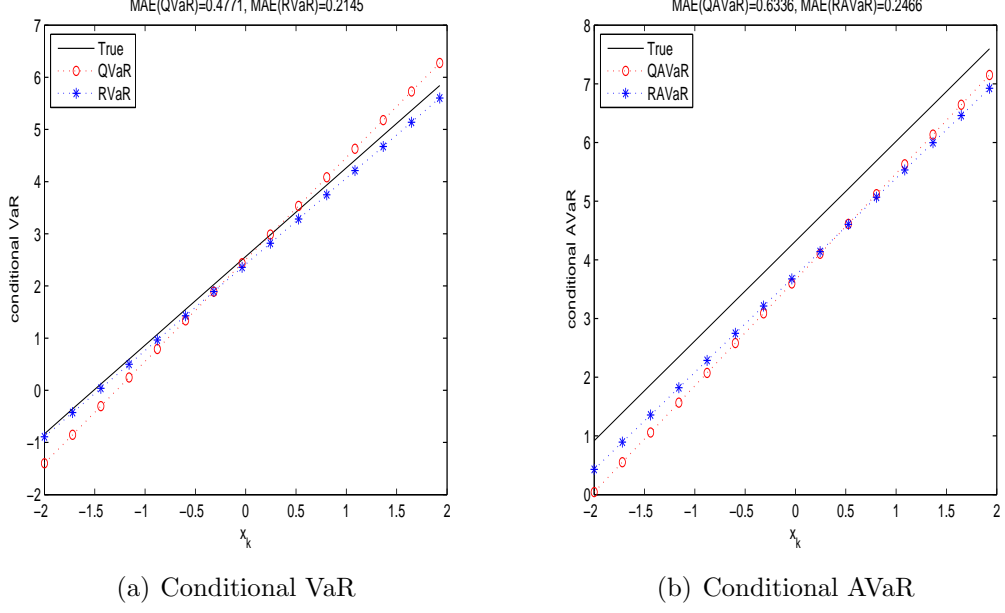 MAE(QVaR)=0.4771, MAE(RVaR)=0.2145
7
6
5
4
3
2
1
0
−1
−2
conditional VaR
True
QVaR
RVaR
−2
−1.5
−1
−0.5
0
0.5
1
1.5
2
x_k
(a) Conditional VaR
MAE(QAVaR)=0.6336, MAE(RAVaR)=0.2466
8
7
6
5
4
3
2
1
0
conditional AVaR
True
QAVaR
RAVaR
−2
−1.5
−1
−0.5
0
0.5
1
1.5
2
x_k
(b) Conditional AVaR